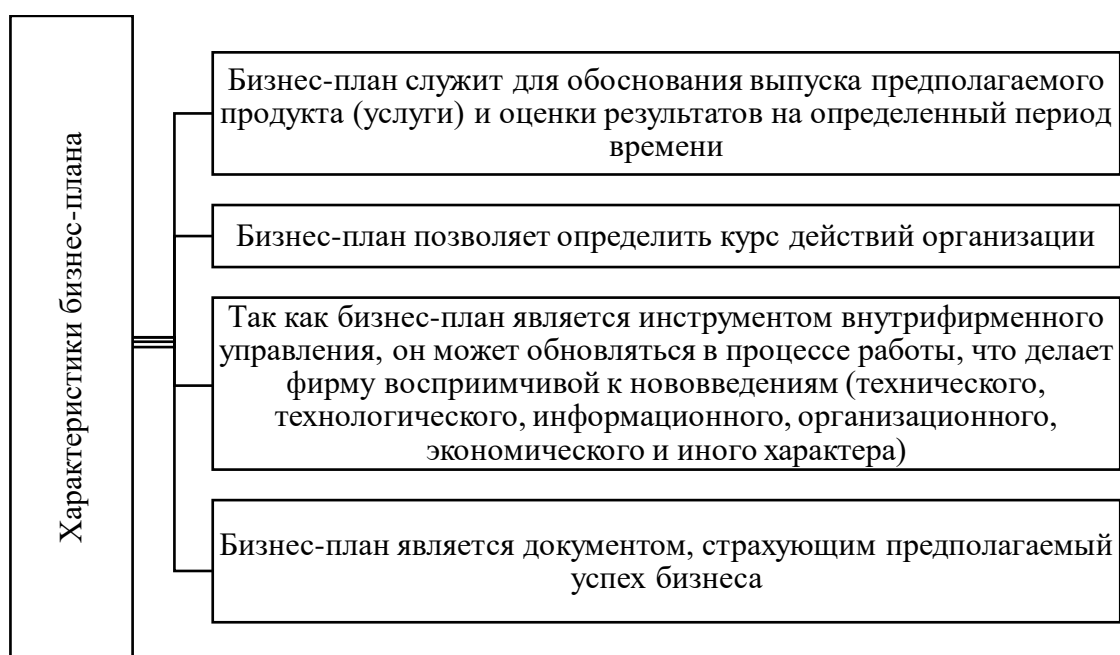 Характеристики бизнес-плана
Бизнес-план служит для обоснования выпуска предполагаемого
продукта (услуги) и оценки результатов на определенный период
времени
Бизнес-план позволяет определить курс действий организации
Так как бизнес-план является инструментом внутрифирменного
управления, он может обновляться в процессе работы, что делает
фирму восприимчивой к нововведениям (технического,
технологического, информационного, организационного,
экономического и иного характера)
Бизнес-план является документом, страхующим предполагаемый
успех бизнеса